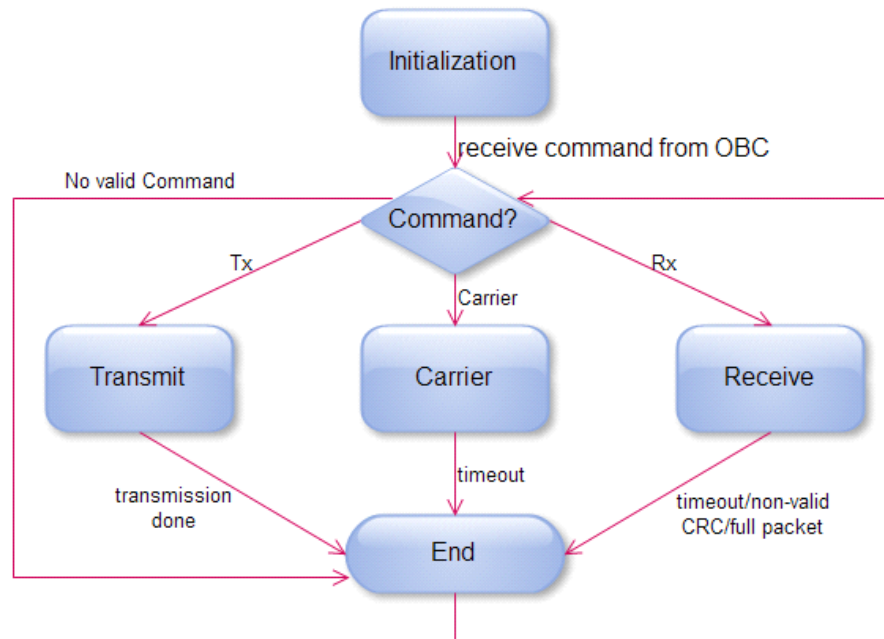 Initialization
receive command from OBC
No valid Command
Command?
Tx
Rx
Carrier
Transmit
Carrier
Receive
timeout
transmission
done
timeout/non-valid
CRC/full packet
End